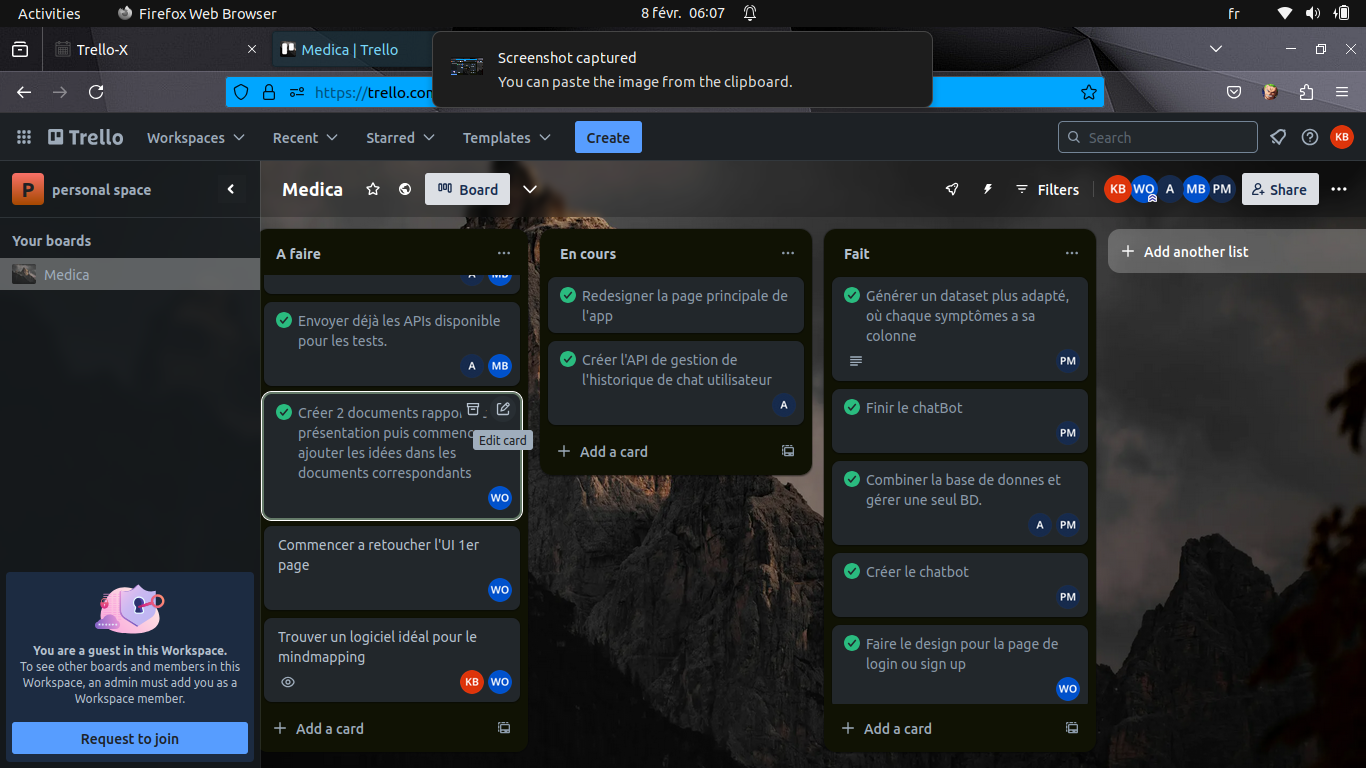 Activities
Firefox Web Browser
8 févr. 06:07
fr
Trello-X
Medica | Trello
Screenshot captured
You can paste the image from the clipboard.
https://trello.com
Trello
Workspaces
Recent
Starred
Templates
Create
Search
KB
P
personal space
Medica
Board
Filters
KB
WO
A
MB
PM
Share
Your boards
Medica
A faire
A
MB
Envoyer déjà les APIs disponible
pour les tests.
A
MB
Créer 2 documents
présentation puis
ajouter les idées dans les
documents correspondants
Edit card
WO
Commencer a retoucher l'UI 1er
page
WO
Trouver un logiciel idéal pour le
mindmapping
KB
WO
Add a card
En cours
Redesigner la page principale de
l'app
Créer l'API de gestion de
l'historique de chat utilisateur
A
Add a card
Fait
Générer un dataset plus adapté,
où chaque symptômes a sa
colonne
PM
Finir le chatBot
PM
Combiner la base de donnes et
gérer une seul BD.
A
PM
Créer le chatbot
PM
Faire le design pour la page de
login ou sign up
WO
Add a card
Add another list
You are a guest in this Workspace.
To see other boards and members in this
Workspace, an admin must add you as a
Workspace member.
Request to join